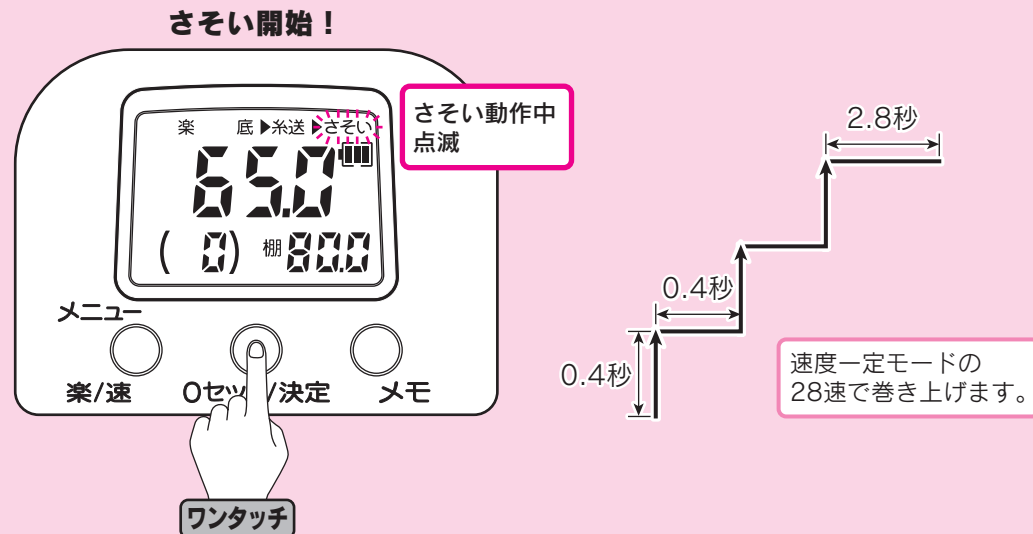 さそい開始！
楽 底▶糸送▶さそい
65.0
( 0) 棚80.0
さそい動作中
点滅
メニュー
楽/速 0セット/決定 メモ
ワンタッチ
2.8秒
0.4秒
0.4秒
速度一定モードの
28速で巻き上げます。